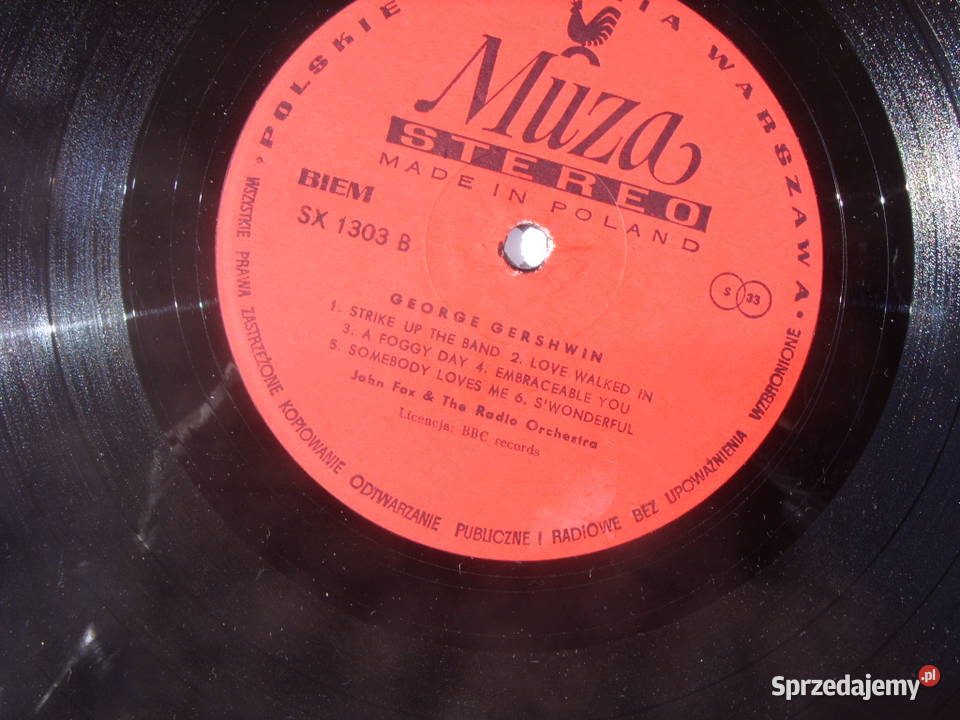 POLSKIE
WARSZAWA
Muza
STEREO
MADE IN POLAND
BIEM
SX 1303 B
S 33
GEORGE GERSHWIN
1. STRIKE UP THE BAND 2. LOVE WALKED IN
3. A FOGGY DAY 4. EMBRACEABLE YOU
5. SOMEBODY LOVES ME 6. S'WONDERFUL
John Fox & The Radio Orchestra
Licencja: BBC records
WSZYSTKIE PRAWA ZASTRZEŻONE KOPIOWANIE ODTWARZANIE PUBLICZNE I RADIOWE BEZ UPOWAŻNIENIA WZBRONIONE
Sprzedajemy.pl